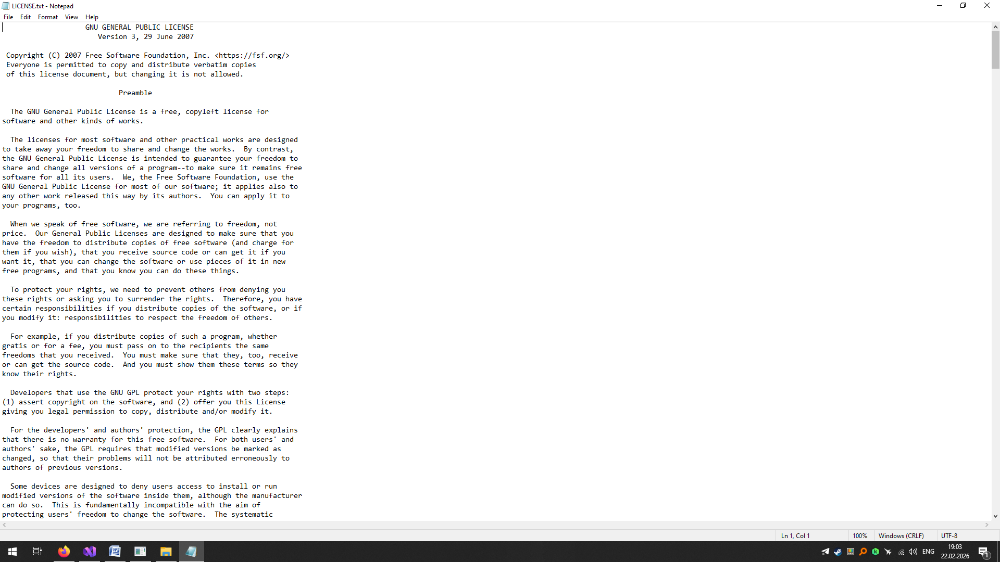 LICENSE.txt - Notepad
File Edit Format View Help
GNU GENERAL PUBLIC LICENSE
Version 3, 29 June 2007
Copyright (C) 2007 Free Software Foundation, Inc. <https://fsf.org/>
Everyone is permitted to copy and distribute verbatim copies
of this license document, but changing it is not allowed.
Preamble
The GNU General Public License is a free, copyleft license for
software and other kinds of works.
The licenses for most software and other practical works are designed
to take away your freedom to share and change the works.  By contrast,
the GNU General Public License is intended to guarantee your freedom to
share and change all versions of a program--to make sure it remains free
software for all its users.  We, the Free Software Foundation, use the
GNU General Public License for most of our software; it applies also to
any other work released this way by its authors.  You can apply it to
your programs, too.
When we speak of free software, we are referring to freedom, not
price.  Our General Public Licenses are designed to make sure that you
have the freedom to distribute copies of free software (and charge for
them if you wish), that you receive source code or can get it if you
want it, that you can change the software or use pieces of it in new
free programs, and that you know you can do these things.
To protect your rights, we need to prevent others from denying you
these rights or asking you to surrender the rights.  Therefore, you have
certain responsibilities if you distribute copies of the software, or if
you modify it: responsibilities to respect the freedom of others.
For example, if you distribute copies of such a program, whether
gratis or for a fee, you must pass on to the recipients the same
freedoms that you received.  You must make sure that they, too, receive
or can get the source code.  And you must show them these terms so they
know their rights.
Developers that use the GNU GPL protect your rights with two steps:
(1) assert copyright on the software, and (2) offer you this License
giving you legal permission to copy, distribute and/or modify it.
For the developers' and authors' protection, the GPL clearly explains
that there is no warranty for this free software.  For both users' and
authors' sake, the GPL requires that modified versions be marked as
changed, so that their problems will not be attributed erroneously to
authors of previous versions.
Some devices are designed to deny users access to install or run
modified versions of the software inside them, although the manufacturer
can do so.  This is fundamentally incompatible with the aim of
protecting users' freedom to change the software.  The systematic
Ln 1, Col 1 100% Windows (CRLF) UTF-8
ENG 19:03
22.02.2026
1